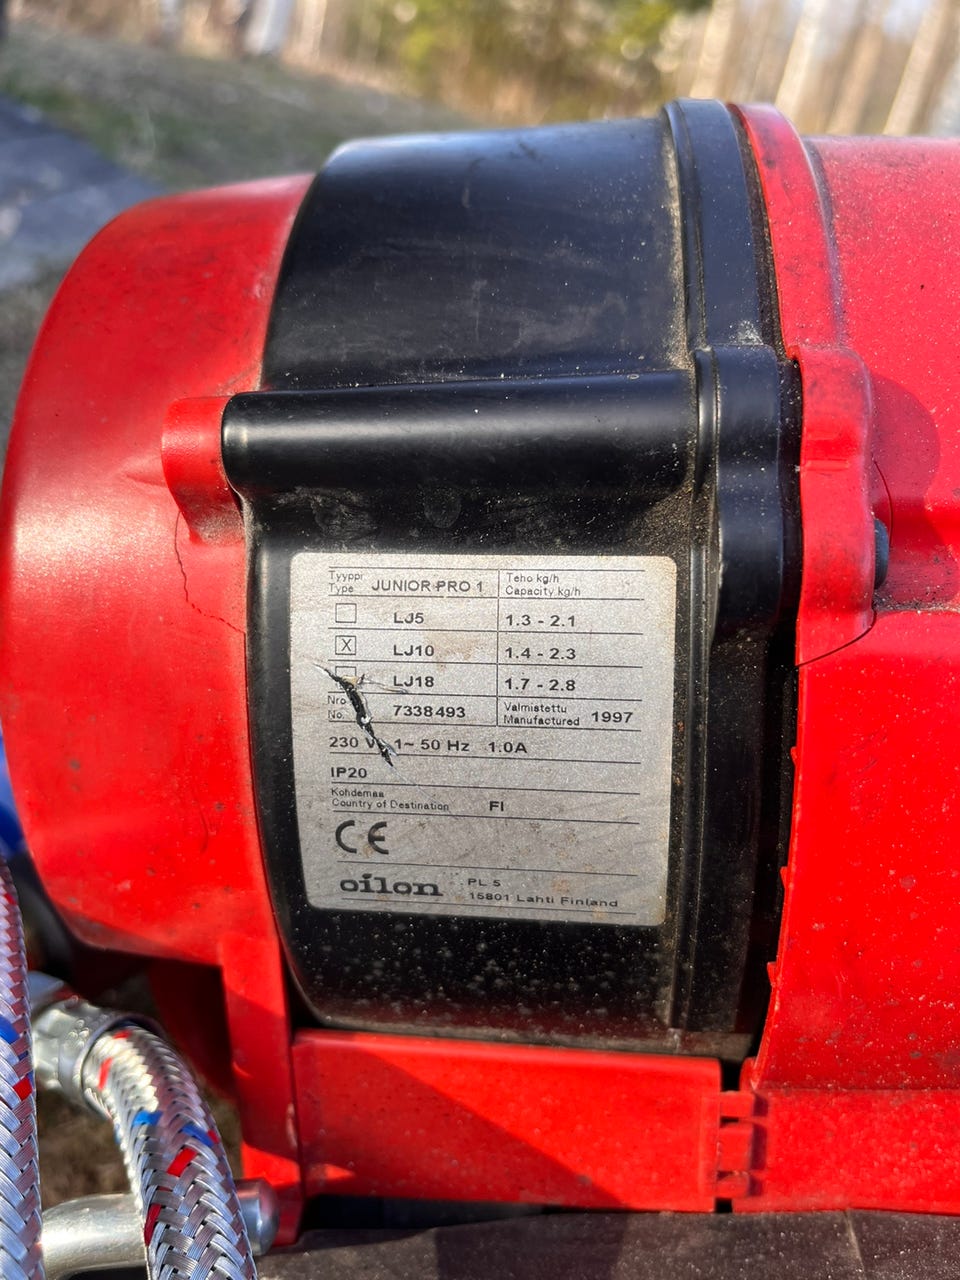 Tyyppi JUNIOR PRO 1 Teho kg/h
Type Capacity kg/h
LJ5 1.3 - 2.1
X LJ10 1.4 - 2.3
LJ18 1.7 - 2.8
Nro Valmistettu
No. 7338493 Manufactured 1997
230 V 1~ 50 Hz 1.0A
IP20
Kohdemaa
Country of Destination FI
CE
oilon PL 5
15801 Lahti Finland